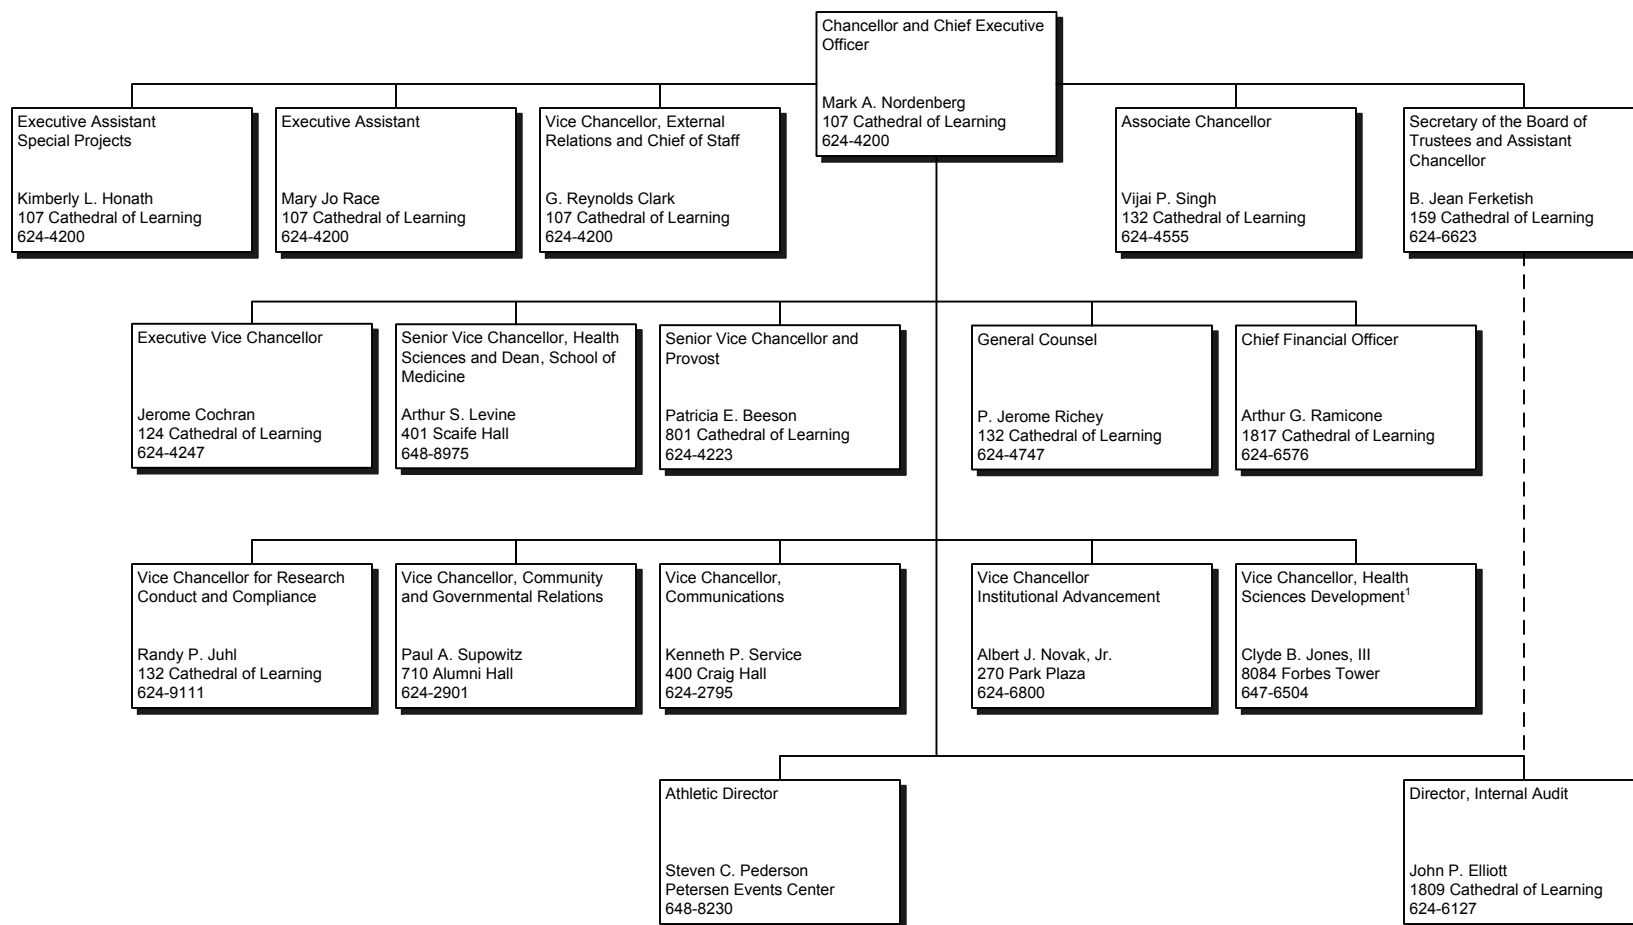 Chancellor and Chief Executive
Officer
Mark A. Nordenberg
107 Cathedral of Learning
624-4200
Executive Assistant
Special Projects
Kimberly L. Honath
107 Cathedral of Learning
624-4200
Executive Assistant
Mary Jo Race
107 Cathedral of Learning
624-4200
Vice Chancellor, External
Relations and Chief of Staff
G. Reynolds Clark
107 Cathedral of Learning
624-4200
Associate Chancellor
Vijai P. Singh
132 Cathedral of Learning
624-4555
Secretary of the Board of
Trustees and Assistant
Chancellor
B. Jean Ferketish
159 Cathedral of Learning
624-6623
Executive Vice Chancellor
Jerome Cochran
124 Cathedral of Learning
624-4247
Senior Vice Chancellor, Health
Sciences and Dean, School of
Medicine
Arthur S. Levine
401 Scaife Hall
648-8975
Senior Vice Chancellor and
Provost
Patricia E. Beeson
801 Cathedral of Learning
624-4223
General Counsel
P. Jerome Richey
132 Cathedral of Learning
624-4747
Chief Financial Officer
Arthur G. Ramicone
1817 Cathedral of Learning
624-6576
Vice Chancellor for Research
Conduct and Compliance
Randy P. Juhl
132 Cathedral of Learning
624-9111
Vice Chancellor, Community
and Governmental Relations
Paul A. Supowitz
710 Alumni Hall
624-2901
Vice Chancellor,
Communications
Kenneth P. Service
400 Craig Hall
624-2795
Vice Chancellor
Institutional Advancement
Albert J. Novak, Jr.
270 Park Plaza
624-6800
Vice Chancellor, Health
Sciences Development¹
Clyde B. Jones, III
8084 Forbes Tower
647-6504
Athletic Director
Steven C. Pederson
Petersen Events Center
648-8230
Director, Internal Audit
John P. Elliott
1809 Cathedral of Learning
624-6127